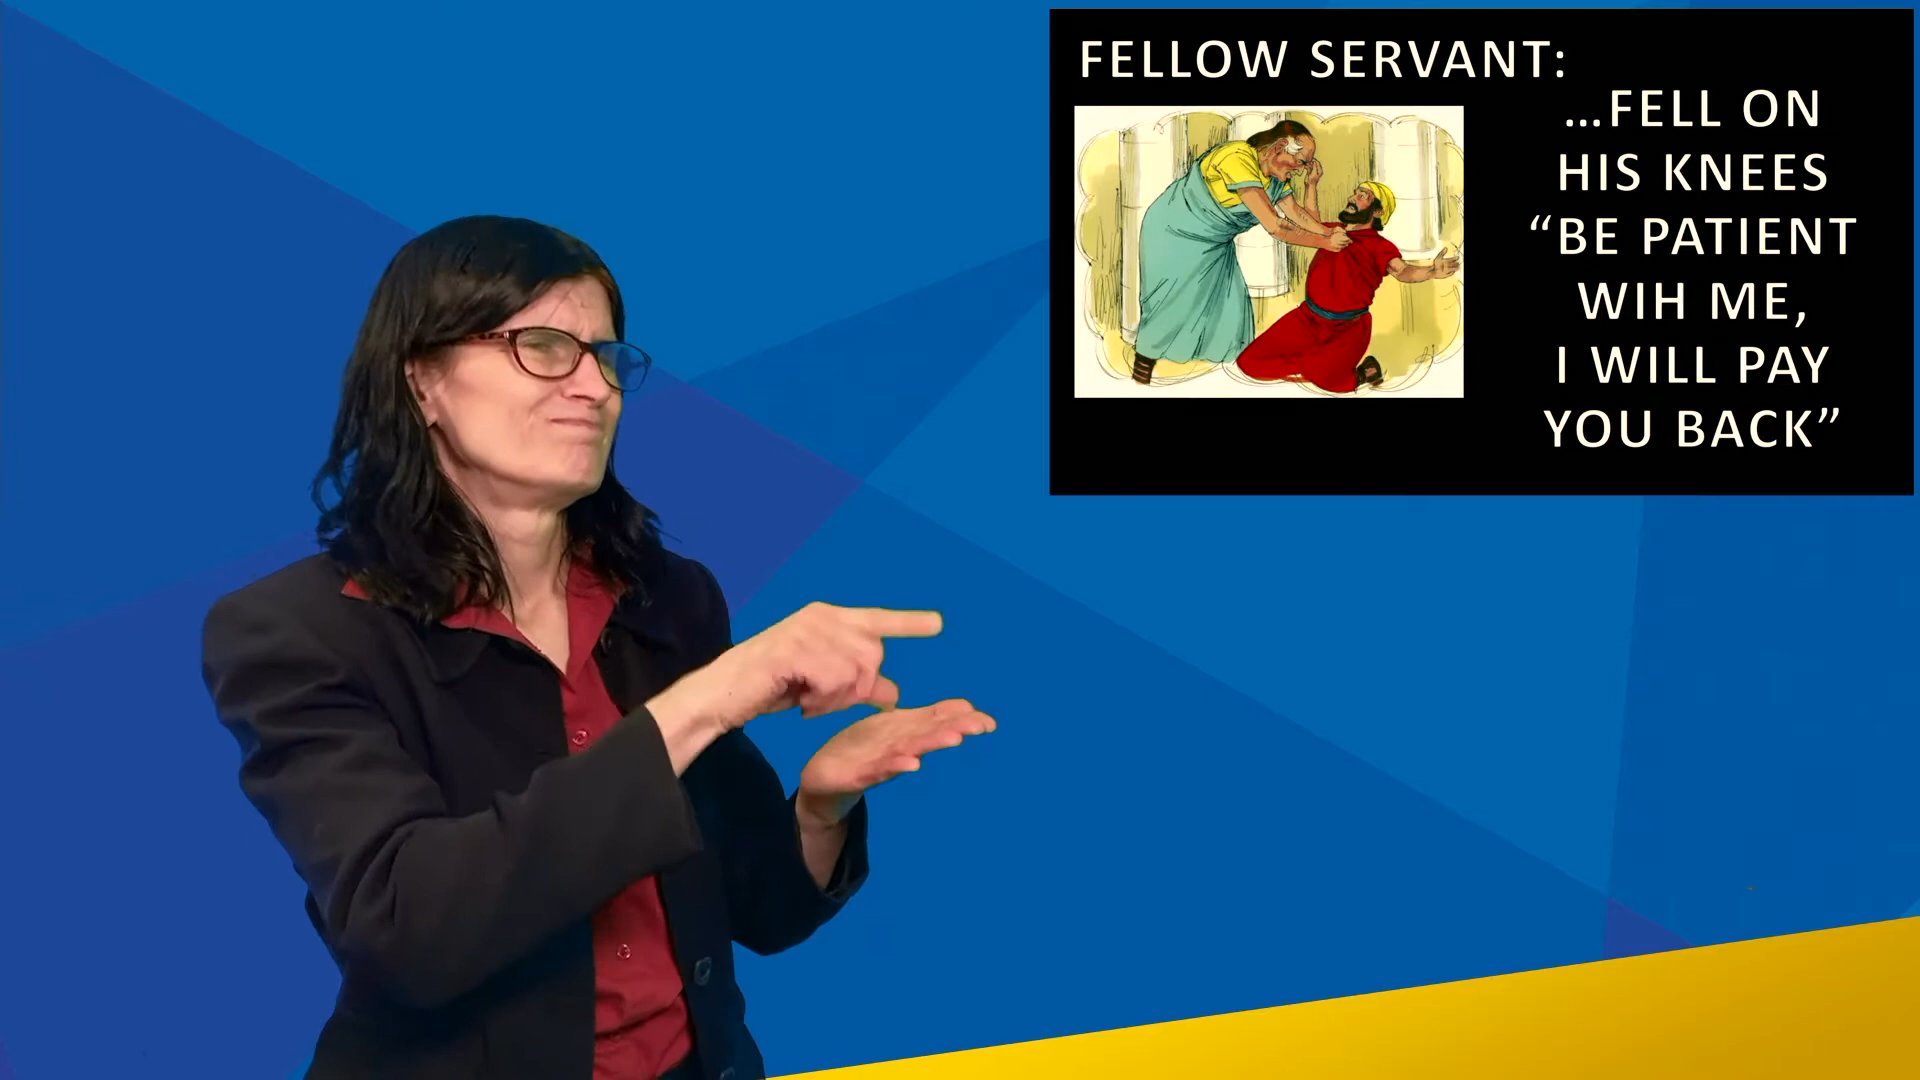 FELLOW SERVANT:
...FELL ON
HIS KNEES
“BE PATIENT
WIH ME,
I WILL PAY
YOU BACK”